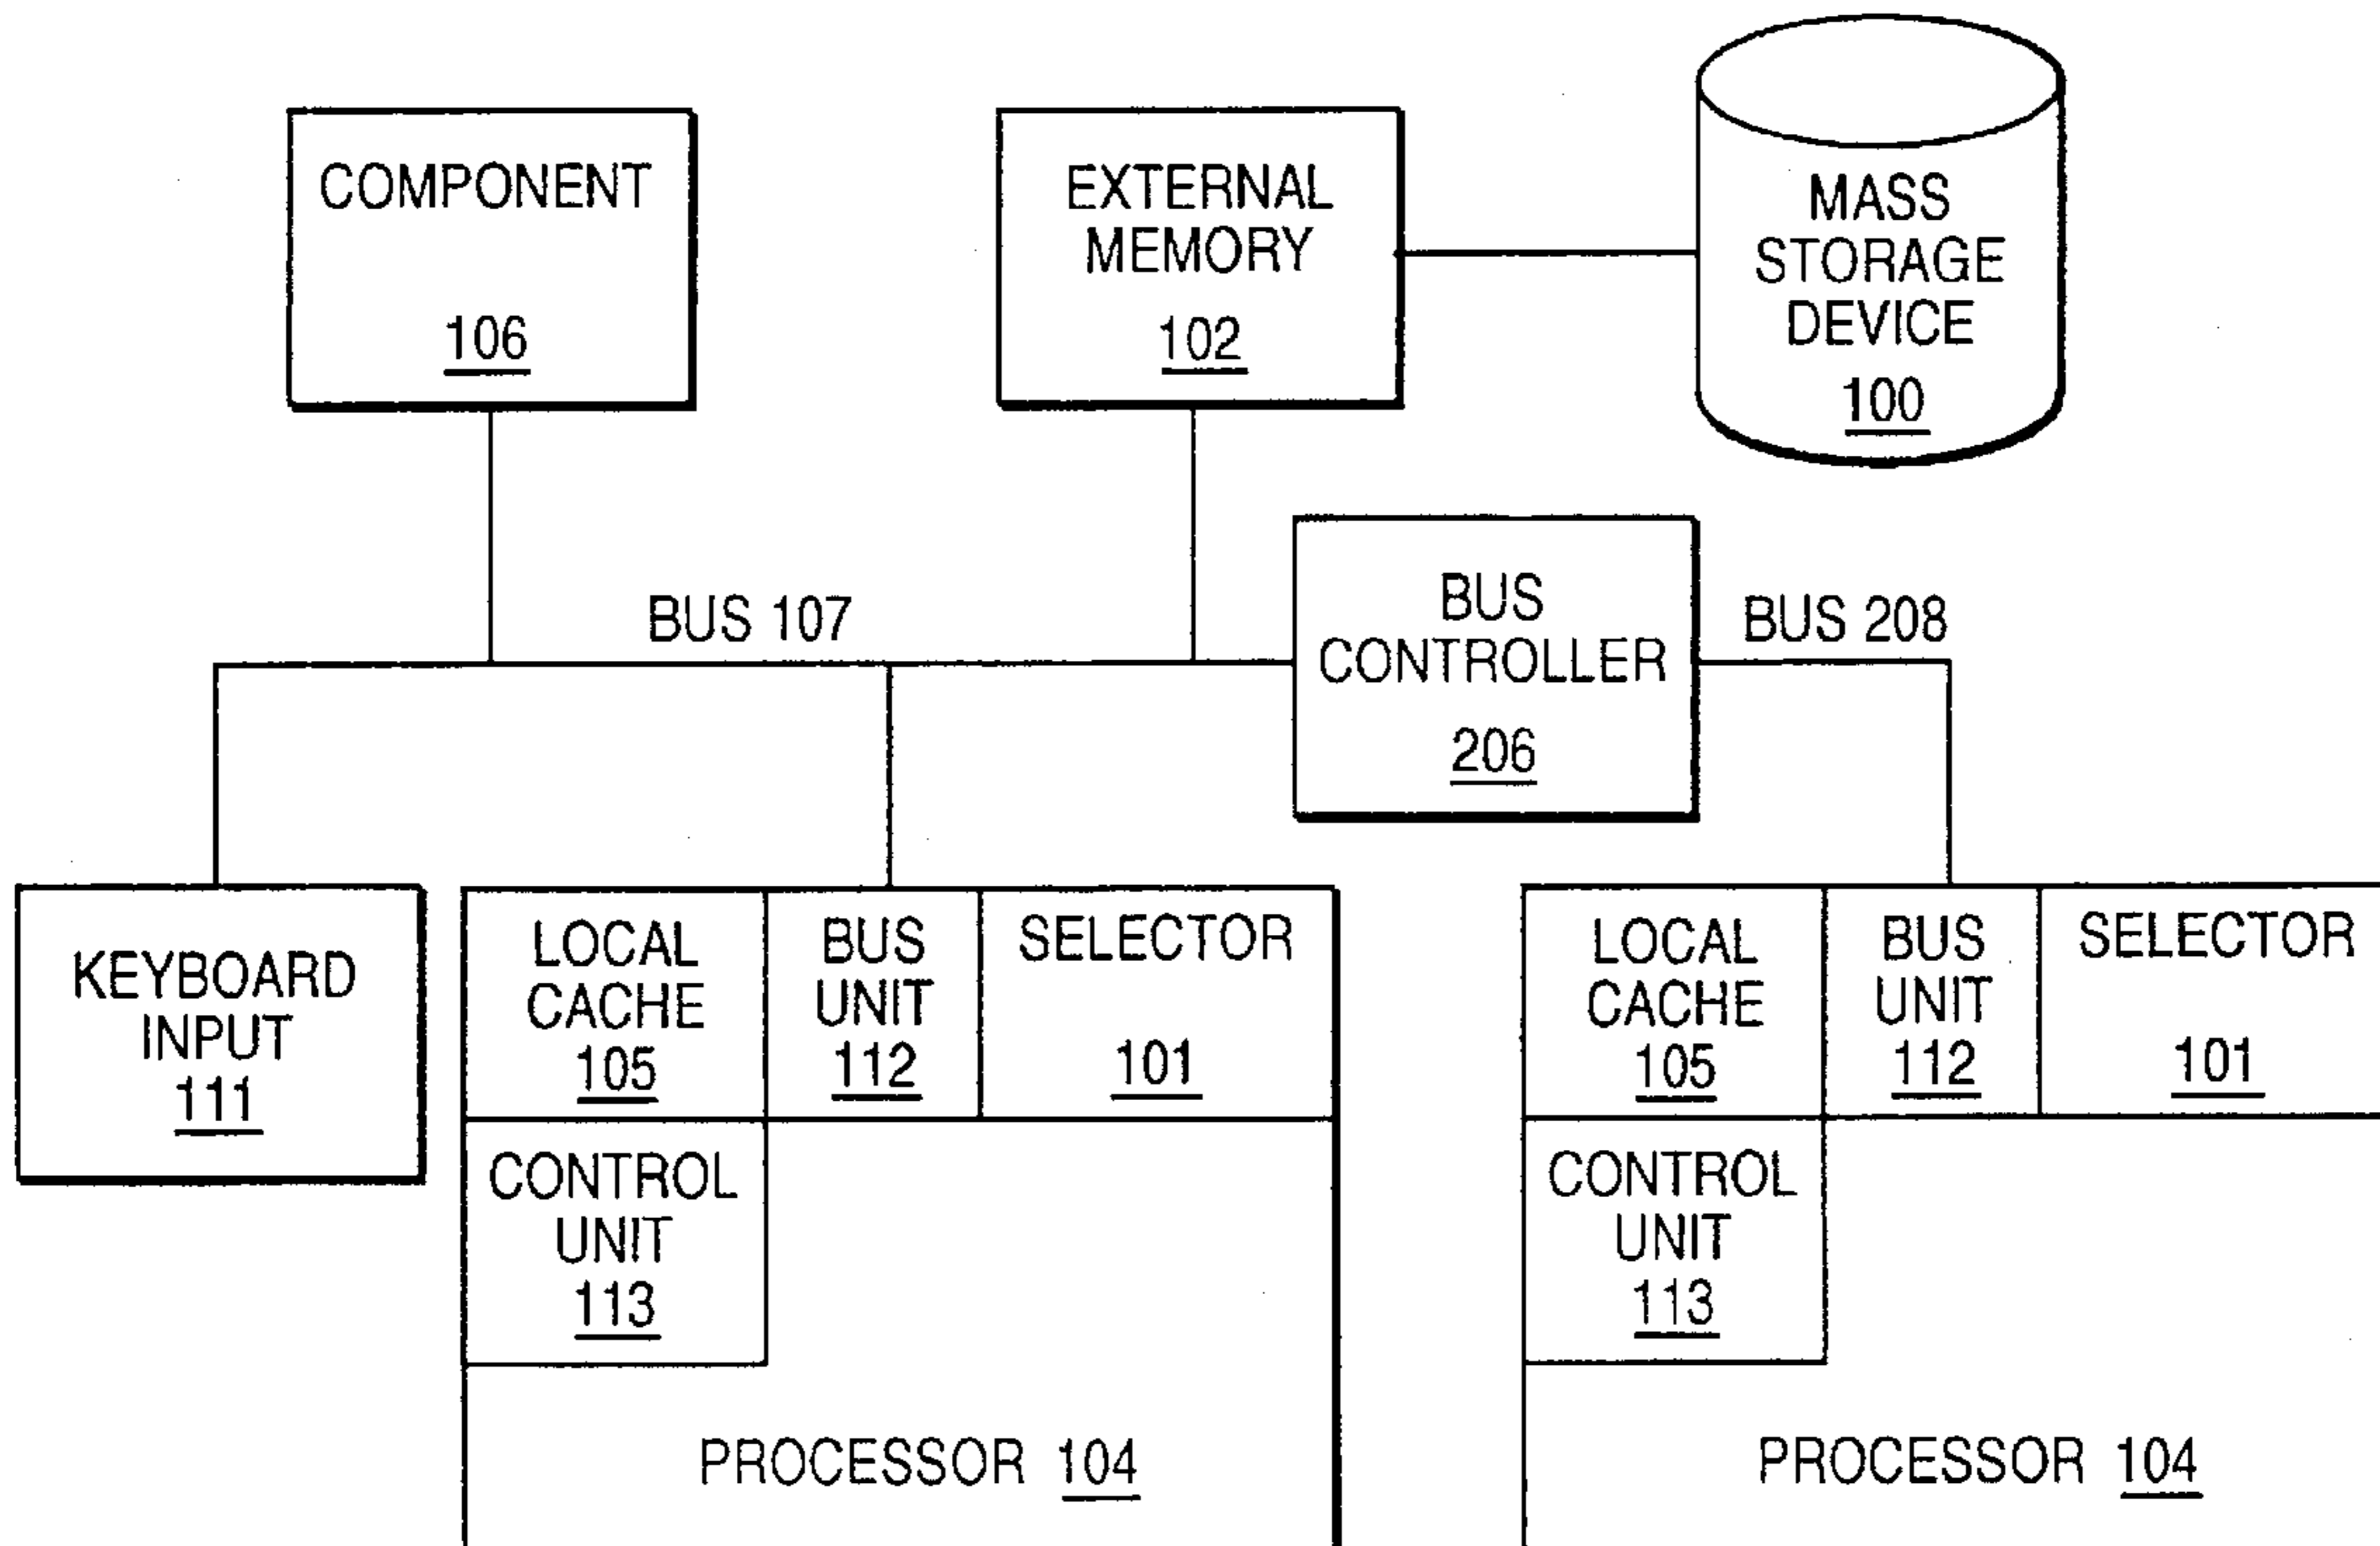 COMPONENT
106
EXTERNAL
MEMORY
102
MASS
STORAGE
DEVICE
100
BUS 107
BUS
CONTROLLER
206
BUS 208
KEYBOARD
INPUT
111
LOCAL
CACHE
105
BUS
UNIT
112
SELECTOR
101
CONTROL
UNIT
113
PROCESSOR 104
LOCAL
CACHE
105
BUS
UNIT
112
SELECTOR
101
CONTROL
UNIT
113
PROCESSOR 104